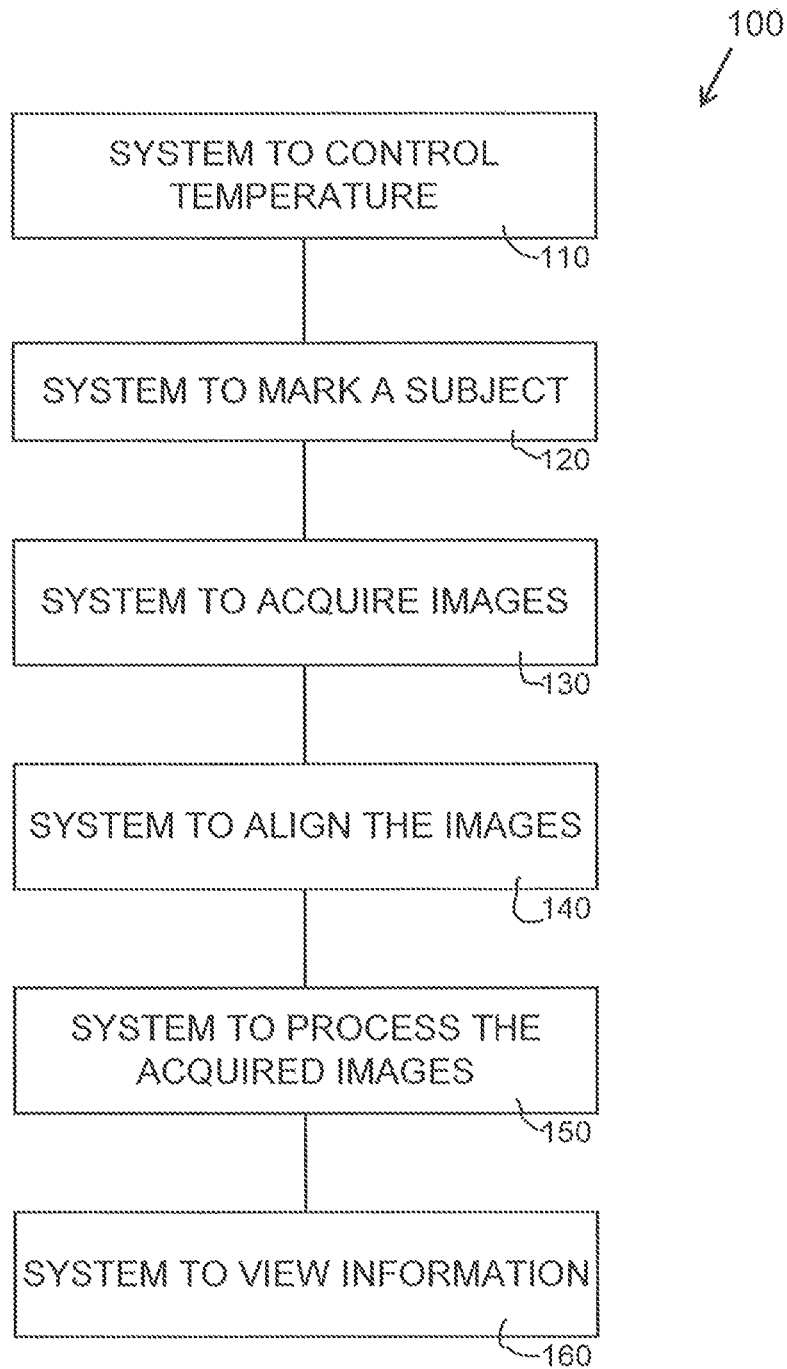 100
SYSTEM TO CONTROL
TEMPERATURE
110
SYSTEM TO MARK A SUBJECT
120
SYSTEM TO ACQUIRE IMAGES
130
SYSTEM TO ALIGN THE IMAGES
140
SYSTEM TO PROCESS THE
ACQUIRED IMAGES
150
SYSTEM TO VIEW INFORMATION
160